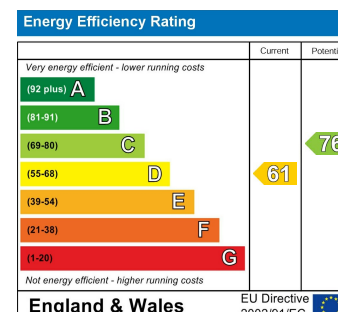 Energy Efficiency Rating
Current
Very energy efficient - lower running costs
(92 plus) A
(81-91) B
(69-80) C 76
(55-68) D 61
(39-54) E
(21-38) F
(1-20) G
Not energy efficient - higher running costs
England & Wales
EU Directive